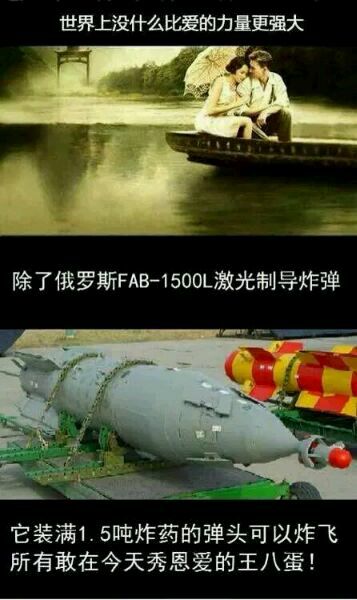 世界上没什么比爱的力量更强大
除了俄罗斯FAB-1500L激光制导炸弹
它装满1.5吨炸药的弹头可以炸飞
所有敢在今天秀恩爱的王八蛋!